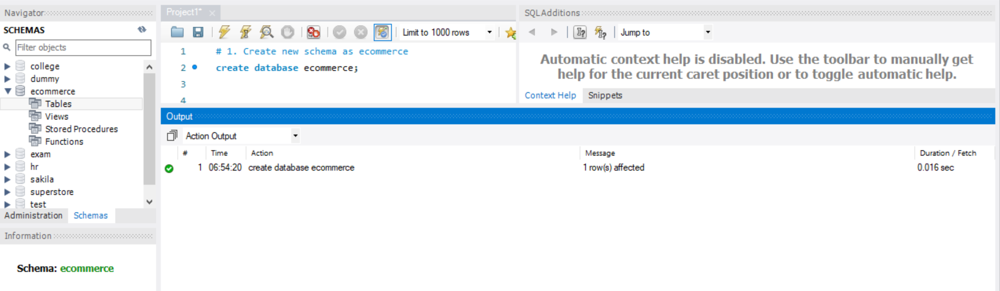 Navigator
SCHEMAS
Filter objects
college
dummy
ecommerce
Tables
Views
Stored Procedures
Functions
exam
hr
sakila
superstore
test
Administration Schemas
Information
Schema: ecommerce
Project1*
Limit to 1000 rows
1 # 1. Create new schema as ecommerce
2 create database ecommerce;
3
4
SQLAdditions
Jump to
Automatic context help is disabled. Use the toolbar to manually get
help for the current caret position or to toggle automatic help.
Context Help Snippets
Output
Action Output
# Time Action Message Duration / Fetch
1 06:54:20 create database ecommerce 1 row(s) affected 0.016 sec